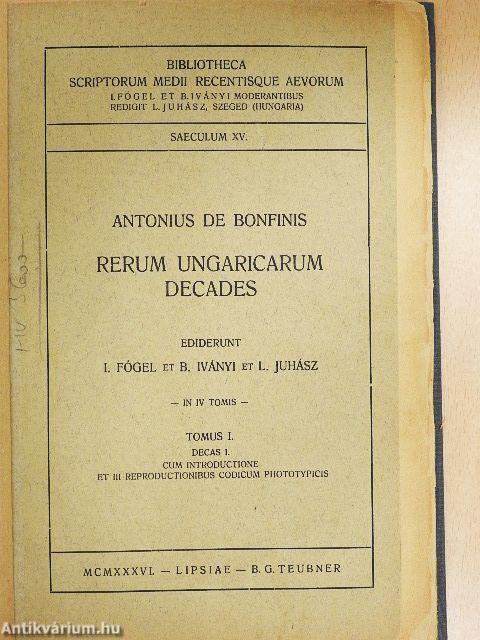 BIBLIOTHECA
SCRIPTORUM MEDII RECENTISQUE AEVORUM
I. FÓGEL ET B. IVÁNYI MODERANTIBUS
REDIGIT L. JUHÁSZ, SZEGED (HUNGARIA)
SAECULUM XV.
ANTONIUS DE BONFINIS
RERUM UNGARICARUM
DECADES
EDIDERUNT
I. FÓGEL ET B. IVÁNYI ET L. JUHÁSZ
— IN IV TOMIS —
TOMUS I.
DECAS I.
CUM INTRODUCTIONE
ET III REPRODUCTIONIBUS CODICUM PHOTOTYPICIS
MCMXXXVI. — LIPSIAE — B. G. TEUBNER
Antikvárium.hu